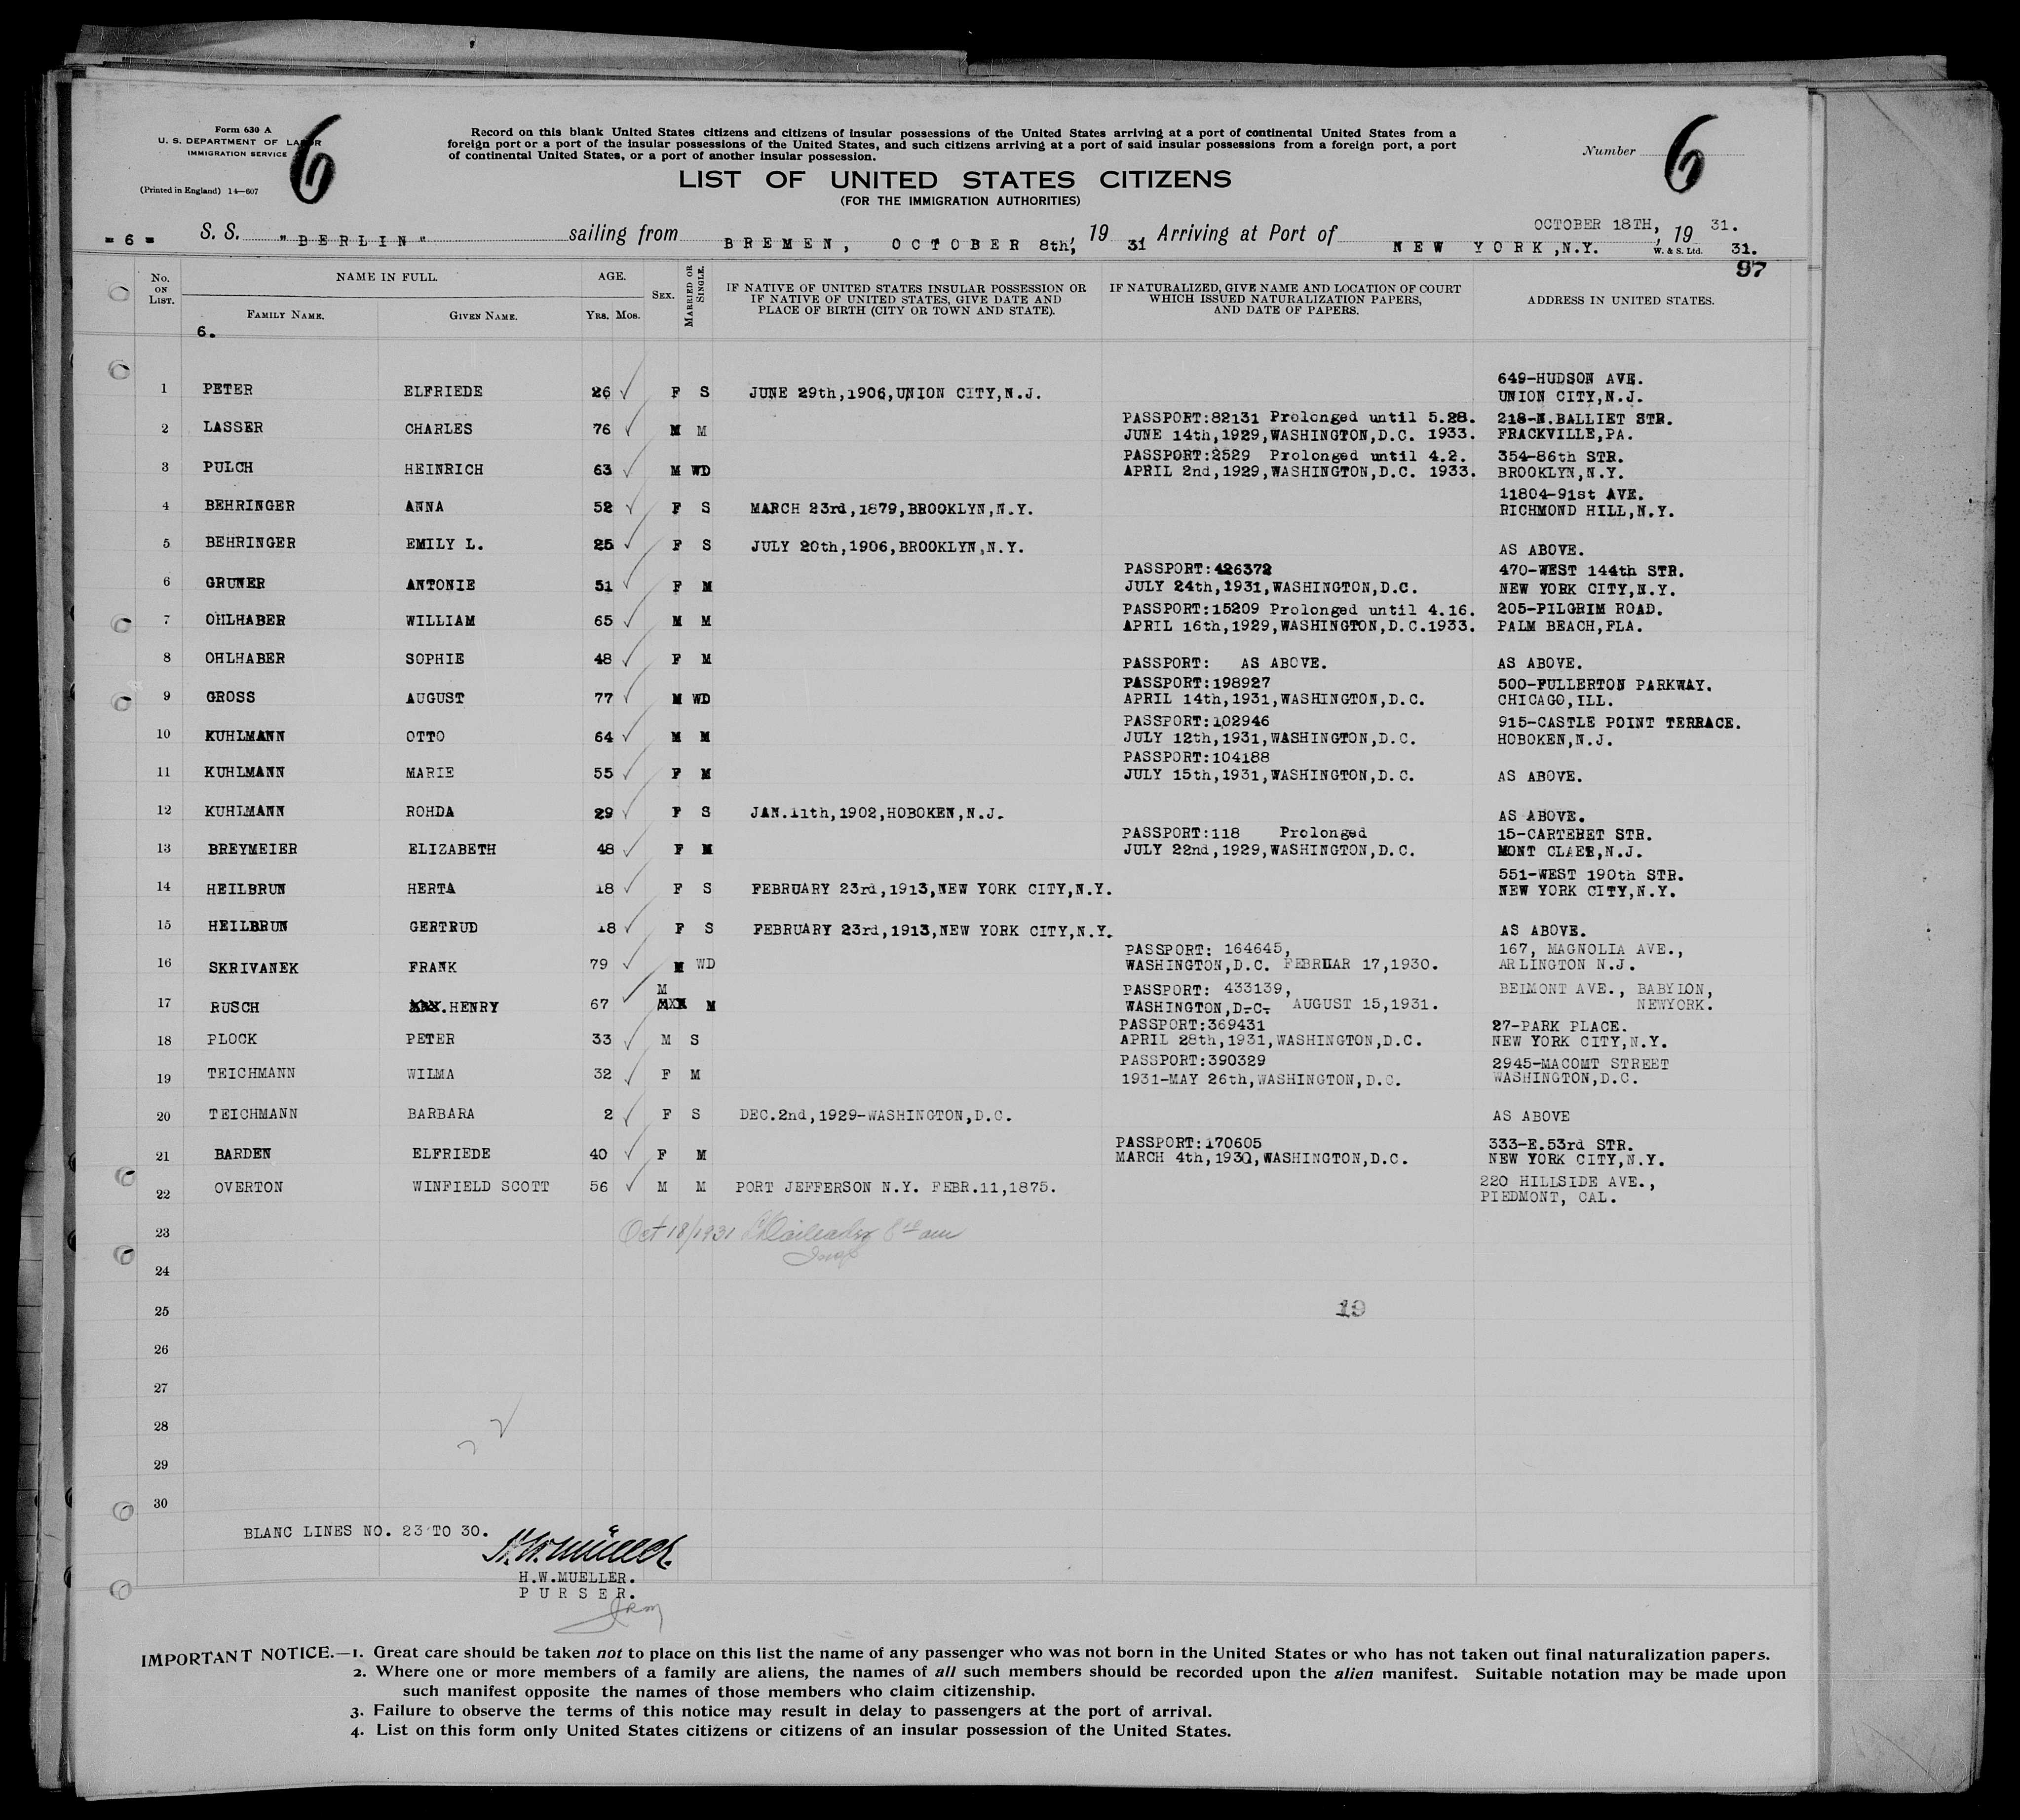 Form 630 A
U. S. DEPARTMENT OF LABOR
IMMIGRATION SERVICE
(Printed in England) 14—607
6
Record on this blank United States citizens and citizens of insular possessions of the United States arriving at a port of continental United States from a
foreign port or a port of the insular possessions of the United States, and such citizens arriving at a port of said insular possessions from a foreign port, a port
of continental United States, or a port of another insular possession.
Number 6
LIST OF UNITED STATES CITIZENS
(FOR THE IMMIGRATION AUTHORITIES)
= 6 = S. S. "BERLIN" sailing from BREMEN, OCTOBER 8th, 19 31 Arriving at Port of NEW YORK, N.Y. OCTOBER 18TH, 19 31.
W. & S. Ltd. 31.
97
No. ON LIST. NAME IN FULL. FAMILY NAME. GIVEN NAME. AGE. YRS. MOS. SEX. MARRIED OR SINGLE. IF NATIVE OF UNITED STATES INSULAR POSSESSION OR IF NATIVE OF UNITED STATES, GIVE DATE AND PLACE OF BIRTH (CITY OR TOWN AND STATE). IF NATURALIZED, GIVE NAME AND LOCATION OF COURT WHICH ISSUED NATURALIZATION PAPERS, AND DATE OF PAPERS. ADDRESS IN UNITED STATES.
6.
1 PETER ELFRIEDE 26 ✓ F S JUNE 29th,1906,UNION CITY,N.J. 649-HUDSON AVE. UNION CITY,N.J.
2 LASSER CHARLES 76 ✓ M M PASSPORT:82131 Prolonged until 5.28. JUNE 14th,1929,WASHINGTON,D.C. 1933. 218-N.BALLIET STR. FRACKVILLE,PA.
3 PULCH HEINRICH 63 ✓ M WD PASSPORT:2529 Prolonged until 4.2. APRIL 2nd,1929,WASHINGTON,D.C. 1933. 354-86th STR. BROOKLYN,N.Y.
4 BEHRINGER ANNA 52 ✓ F S MARCH 23rd,1879,BROOKLYN,N.Y. 11804-91st AVE. RICHMOND HILL,N.Y.
5 BEHRINGER EMILY L. 25 ✓ F S JULY 20th,1906,BROOKLYN,N.Y. AS ABOVE.
6 GRUNER ANTONIE 51 ✓ F M PASSPORT:426372 JULY 24th,1931,WASHINGTON,D.C. 470-WEST 144th STR. NEW YORK CITY,N.Y.
7 OHLHABER WILLIAM 65 ✓ M M PASSPORT:15209 Prolonged until 4.16. APRIL 16th,1929,WASHINGTON,D.C.1933. 205-PILGRIM ROAD. PALM BEACH,FLA.
8 OHLHABER SOPHIE 48 ✓ F M PASSPORT: AS ABOVE. AS ABOVE.
9 GROSS AUGUST 77 ✓ M WD PASSPORT:198927 APRIL 14th,1931,WASHINGTON,D.C. 500-FULLERTON PARKWAY. CHICAGO,ILL.
10 KUHLMANN OTTO 64 ✓ M M PASSPORT:102946 JULY 12th,1931,WASHINGTON,D.C. 915-CASTLE POINT TERRACE. HOBOKEN,N.J.
11 KUHLMANN MARIE 55 ✓ F M PASSPORT:104188 JULY 15th,1931,WASHINGTON,D.C. AS ABOVE.
12 KUHLMANN ROHDA 29 ✓ F S JAN.11th,1902,HOBOKEN,N.J. AS ABOVE.
13 BREYMEIER ELIZABETH 48 ✓ F M PASSPORT:118 Prolonged JULY 22nd,1929,WASHINGTON,D.C. 15-CARTEBET STR. MONT CLAER,N.J.
14 HEILBRUN HERTA 18 ✓ F S FEBRUARY 23rd,1913,NEW YORK CITY,N.Y. 551-WEST 190th STR. NEW YORK CITY,N.Y.
15 HEILBRUN GERTRUD 18 ✓ F S FEBRUARY 23rd,1913,NEW YORK CITY,N.Y. AS ABOVE.
16 SKRIVANEK FRANK 79 ✓ M WD PASSPORT: 164645, WASHINGTON,D.C. FEBRUAR 17,1930. 167, MAGNOLIA AVE., ARLINGTON N.J.
17 RUSCH HENRY 67 ✓ M M PASSPORT: 433139, WASHINGTON,D.C. AUGUST 15,1931. BELMONT AVE., BABYLON, NEWYORK.
18 PLOCK PETER 33 ✓ M S PASSPORT:369431 APRIL 28th,1931,WASHINGTON,D.C. 27-PARK PLACE. NEW YORK CITY,N.Y.
19 TEICHMANN WILMA 32 ✓ F M PASSPORT:390329 1931-MAY 26th,WASHINGTON,D.C. 2945-MACOMT STREET WASHINGTON,D.C.
20 TEICHMANN BARBARA 2 ✓ F S DEC.2nd,1929-WASHINGTON,D.C. AS ABOVE
21 BARDEN ELFRIEDE 40 ✓ F M PASSPORT:170605 MARCH 4th,1930,WASHINGTON,D.C. 333-E.53rd STR. NEW YORK CITY,N.Y.
22 OVERTON WINFIELD SCOTT 56 ✓ M M PORT JEFFERSON N.Y. FEBR.11,1875. 220 HILLSIDE AVE., PIEDMONT, CAL.
23 Oct 18/1931 8 am
24
25 19
26
27
28
29
30
BLANC LINES NO. 23 TO 30.
H.W. Müller.
H.W.MUELLER.
PURSER.
IMPORTANT NOTICE.—1. Great care should be taken not to place on this list the name of any passenger who was not born in the United States or who has not taken out final naturalization papers.
2. Where one or more members of a family are aliens, the names of all such members should be recorded upon the alien manifest. Suitable notation may be made upon
such manifest opposite the names of those members who claim citizenship.
3. Failure to observe the terms of this notice may result in delay to passengers at the port of arrival.
4. List on this form only United States citizens or citizens of an insular possession of the United States.